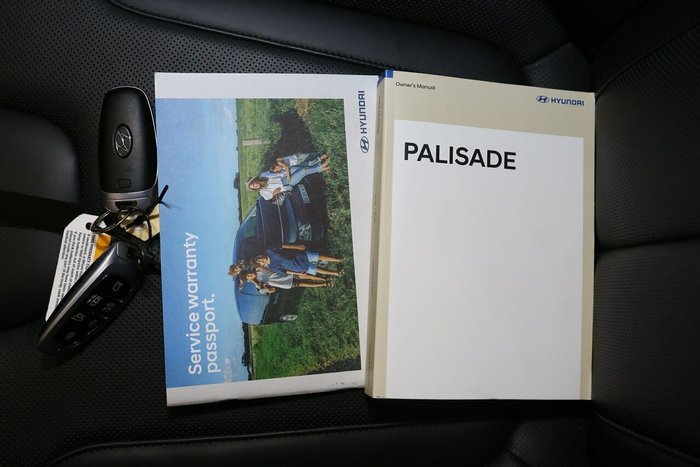 Owner's Manual
HYUNDAI
PALISADE
HYUNDAI
Service warranty
passport.